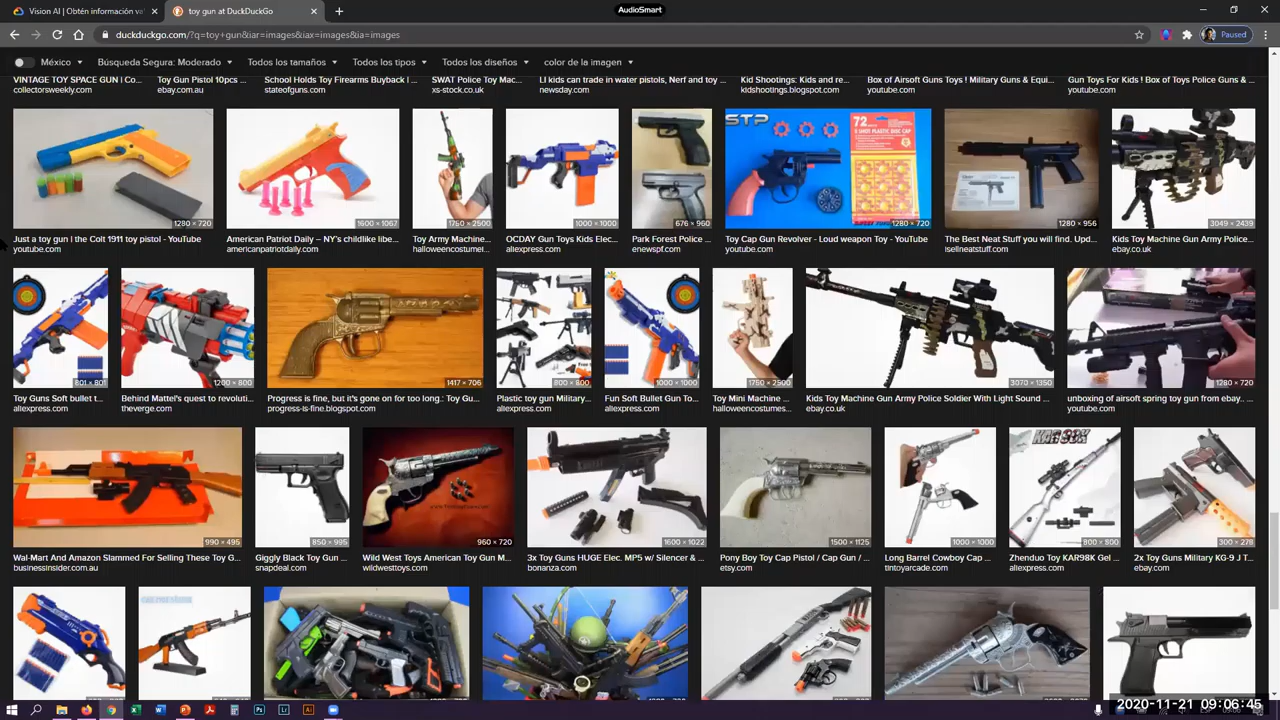 AudioSmart
Vision AI | Obtén información va
toy gun at DuckDuckGo
duckduckgo.com/?q=toy+gun&iar=images&iax=images&ia=images
Paused
México
Búsqueda Segura: Moderado
Todos los tamaños
Todos los tipos
Todos los diseños
color de la imagen
VINTAGE TOY SPACE GUN | Co...
collectorsweekly.com
Toy Gun Pistol 10pcs ...
ebay.com.au
School Holds Toy Firearms Buyback | ...
stateofguns.com
SWAT Police Toy Mac...
xs-stock.co.uk
LI kids can trade in water pistols, Nerf and toy ...
newsday.com
Kid Shootings: Kids and re...
kidshootings.blogspot.com
Box of Airsoft Guns Toys ! Military Guns & Equi...
youtube.com
Gun Toys For Kids ! Box of Toys Police Guns & ...
youtube.com
1280 × 720
1600 × 1067
1750 × 2500
1000 × 1000
676 × 960
STP
72
8 SHOT PLASTIC DISC CAP
1280 × 720
1280 × 956
3049 × 2439
Just a toy gun | the Colt 1911 toy pistol - YouTube
youtube.com
American Patriot Daily – NY's childlike libe...
americanpatriotdaily.com
Toy Army Machine...
halloweencostumes...
OCDAY Gun Toys Kids Elec...
aliexpress.com
Park Forest Police ...
enewspf.com
Toy Cap Gun Revolver - Loud weapon Toy - YouTube
youtube.com
The Best Neat Stuff you will find. Upd...
isellneatstuff.com
Kids Toy Machine Gun Army Police...
ebay.co.uk
801 × 801
1200 × 800
1417 × 706
800 × 800
1000 × 1000
1750 × 2500
3070 × 1350
1280 × 720
Toy Guns Soft bullet t...
aliexpress.com
Behind Mattel's quest to revoluti...
theverge.com
Progress is fine, but it's gone on for too long.: Toy Gu...
progress-is-fine.blogspot.com
Plastic toy gun Military...
aliexpress.com
Fun Soft Bullet Gun To...
aliexpress.com
Toy Mini Machine ...
halloweencostumes...
Kids Toy Machine Gun Army Police Soldier With Light Sound ...
ebay.co.uk
unboxing of airsoft spring toy gun from ebay...
youtube.com
990 × 495
850 × 995
960 × 720
1600 × 1022
1500 × 1125
1000 × 1000
KAR98K
800 × 800
300 × 278
Wal-Mart And Amazon Slammed For Selling These Toy G...
businessinsider.com.au
Giggly Black Toy Gun ...
snapdeal.com
Wild West Toys American Toy Gun M...
wildwesttoys.com
3x Toy Guns HUGE Elec. MP5 w/ Silencer & ...
bonanza.com
Pony Boy Toy Cap Pistol / Cap Gun / ...
etsy.com
Long Barrel Cowboy Cap ...
tintoyarcade.com
Zhenduo Toy KAR98K Gel ...
aliexpress.com
2x Toy Guns Military KG-9 J T...
ebay.com
2020-11-21 09:06:45